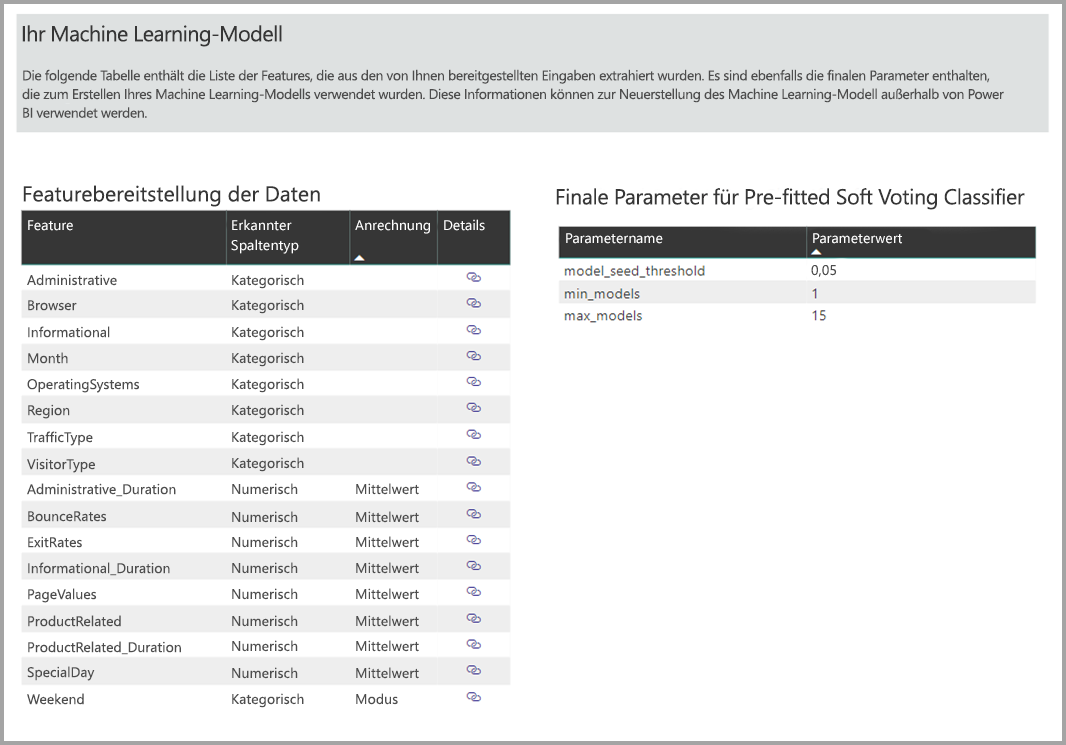 Ihr Machine Learning-Modell
Die folgende Tabelle enthält die Liste der Features, die aus den von Ihnen bereitgestellten Eingaben extrahiert wurden. Es sind ebenfalls die finalen Parameter enthalten,
die zum Erstellen Ihres Machine Learning-Modells verwendet wurden. Diese Informationen können zur Neuerstellung des Machine Learning-Modell außerhalb von Power
BI verwendet werden.
Featurebereitstellung der Daten
Feature Erkannter Spaltentyp Anrechnung Details
Administrative Kategorisch
Browser Kategorisch
Informational Kategorisch
Month Kategorisch
OperatingSystems Kategorisch
Region Kategorisch
TrafficType Kategorisch
VisitorType Kategorisch
Administrative_Duration Numerisch Mittelwert
BounceRates Numerisch Mittelwert
ExitRates Numerisch Mittelwert
Informational_Duration Numerisch Mittelwert
PageValues Numerisch Mittelwert
ProductRelated Numerisch Mittelwert
ProductRelated_Duration Numerisch Mittelwert
SpecialDay Numerisch Mittelwert
Weekend Kategorisch Modus
Finale Parameter für Pre-fitted Soft Voting Classifier
Parametername Parameterwert
model_seed_threshold 0,05
min_models 1
max_models 15